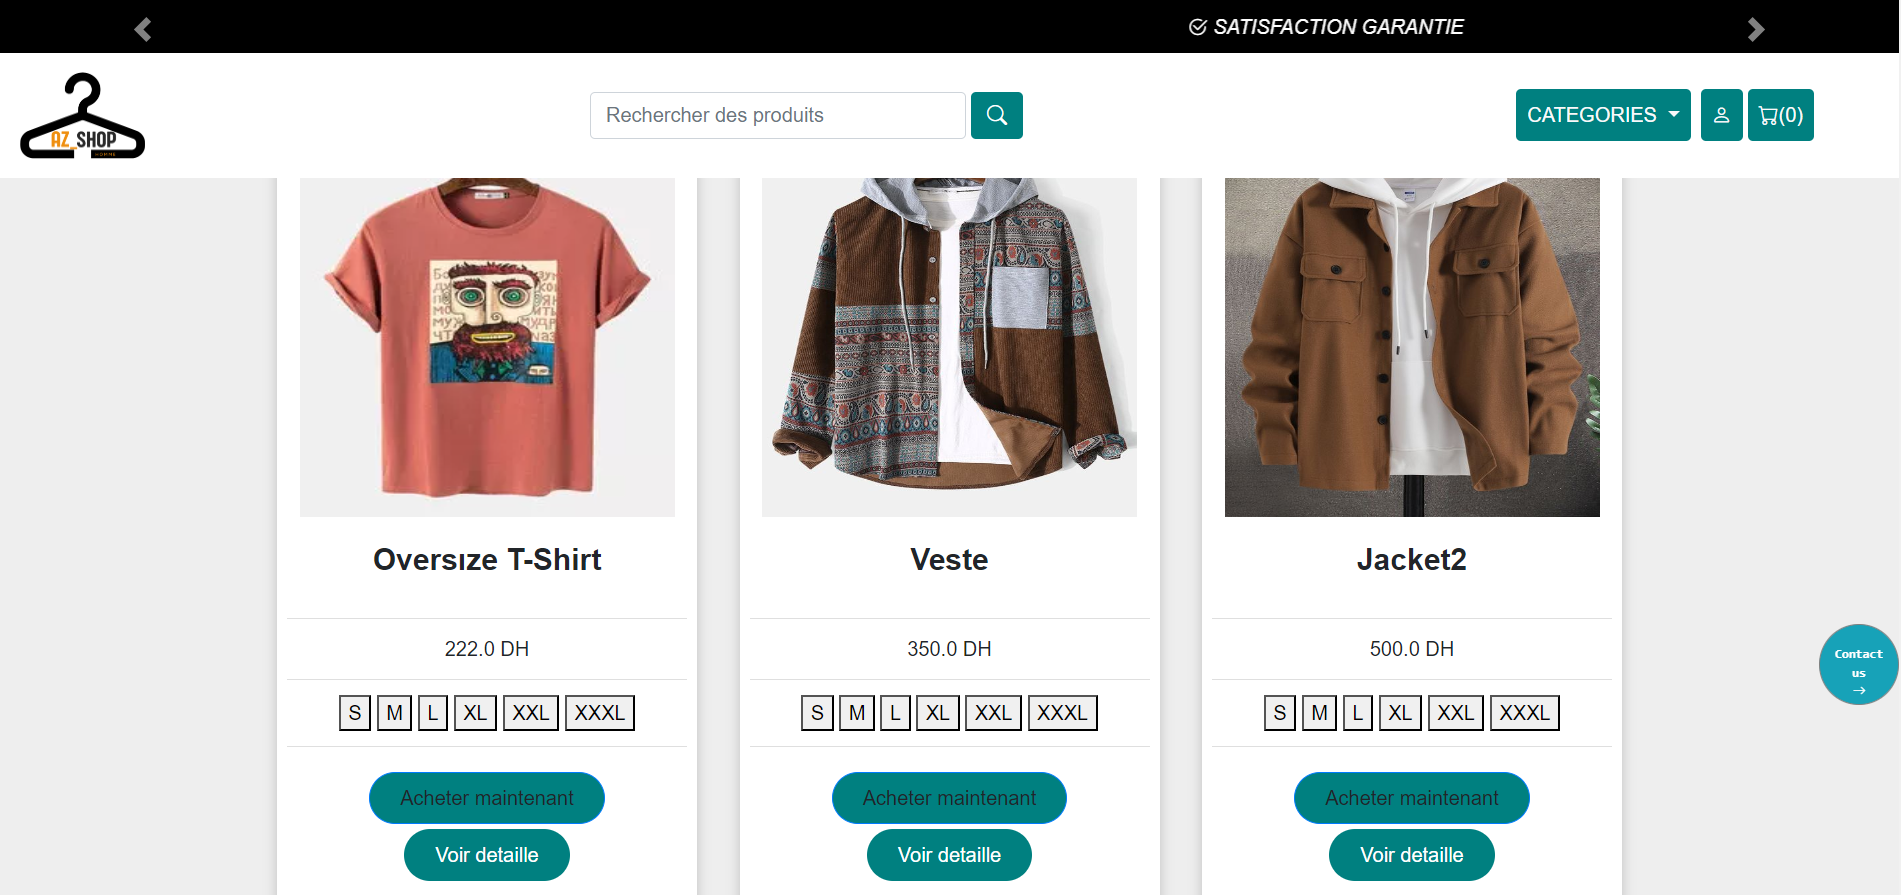 SATISFACTION GARANTIE
AZ_SHOP
HOMME
Rechercher des produits
CATEGORIES
(0)
Oversıze T-Shirt
222.0 DH
S M L XL XXL XXXL
Acheter maintenant
Voir detaille
Veste
350.0 DH
S M L XL XXL XXXL
Acheter maintenant
Voir detaille
Jacket2
500.0 DH
S M L XL XXL XXXL
Acheter maintenant
Voir detaille
Contact
us
→